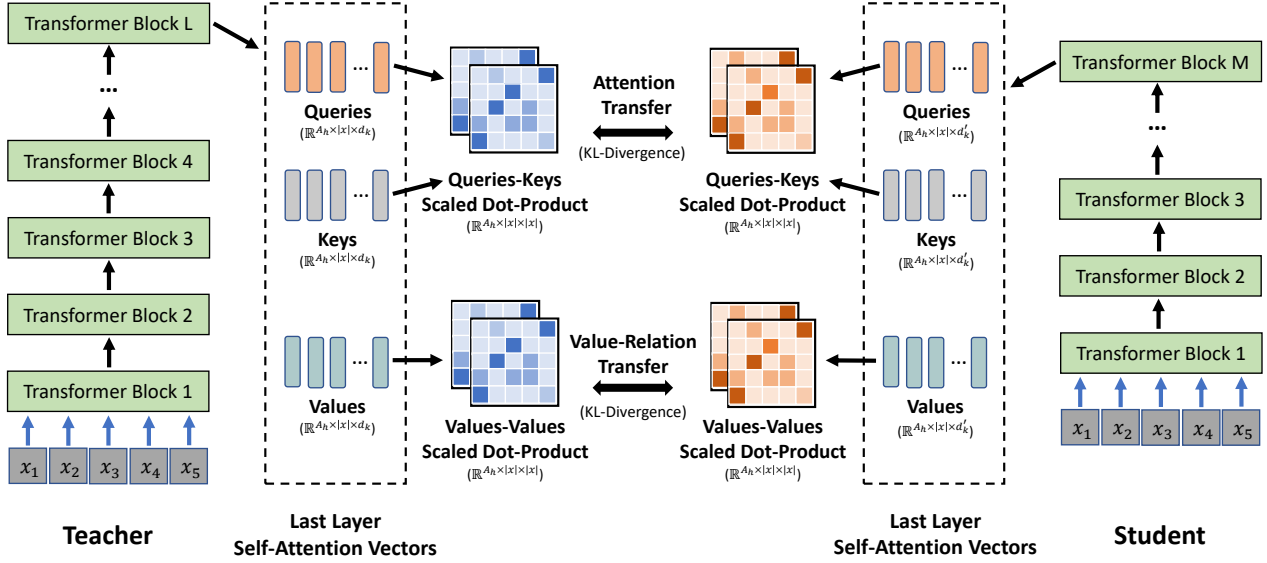 Transformer Block L
...
Transformer Block 4
Transformer Block 3
Transformer Block 2
Transformer Block 1
x₁ x₂ x₃ x₄ x₅
Teacher
...
Queries
(ℝ^{A_h×|x|×d_k})
...
Keys
(ℝ^{A_h×|x|×d_k})
...
Values
(ℝ^{A_h×|x|×d_k})
Last Layer
Self-Attention Vectors
Queries-Keys
Scaled Dot-Product
(ℝ^{A_h×|x|×|x|})
Values-Values
Scaled Dot-Product
(ℝ^{A_h×|x|×|x|})
Attention
Transfer
(KL-Divergence)
Value-Relation
Transfer
(KL-Divergence)
Queries-Keys
Scaled Dot-Product
(ℝ^{A_h×|x|×|x|})
Values-Values
Scaled Dot-Product
(ℝ^{A_h×|x|×|x|})
...
Queries
(ℝ^{A_h×|x|×d'_k})
...
Keys
(ℝ^{A_h×|x|×d'_k})
...
Values
(ℝ^{A_h×|x|×d'_k})
Last Layer
Self-Attention Vectors
Transformer Block M
...
Transformer Block 3
Transformer Block 2
Transformer Block 1
x₁ x₂ x₃ x₄ x₅
Student